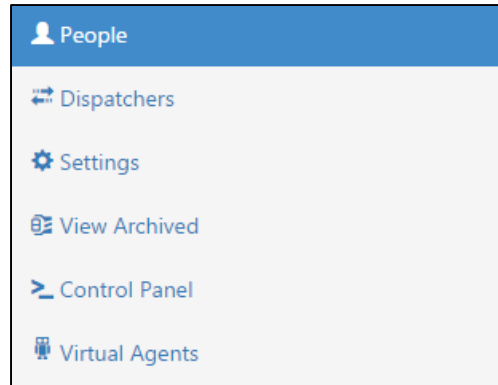 People
Dispatchers
Settings
View Archived
Control Panel
Virtual Agents